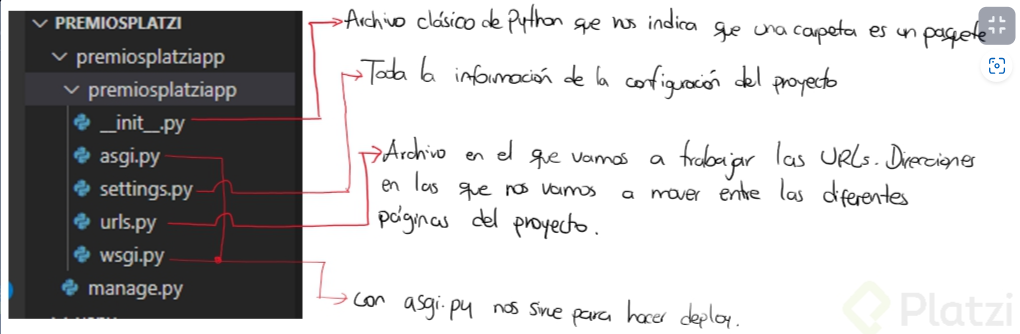 PREMIOSPLATZI
premiosplatziapp
premiosplatziapp
__init__.py
asgi.py
settings.py
urls.py
wsgi.py
manage.py
Archivo clásico de Python que nos indica que una carpeta es un paquete
Toda la información de la configuración del proyecto
Archivo en el que vamos a trabajar las URLs. Direcciones
en las que nos vamos a mover entre las diferentes
páginas del proyecto.
con asgi.py nos sirve para hacer deploy.
Platzi